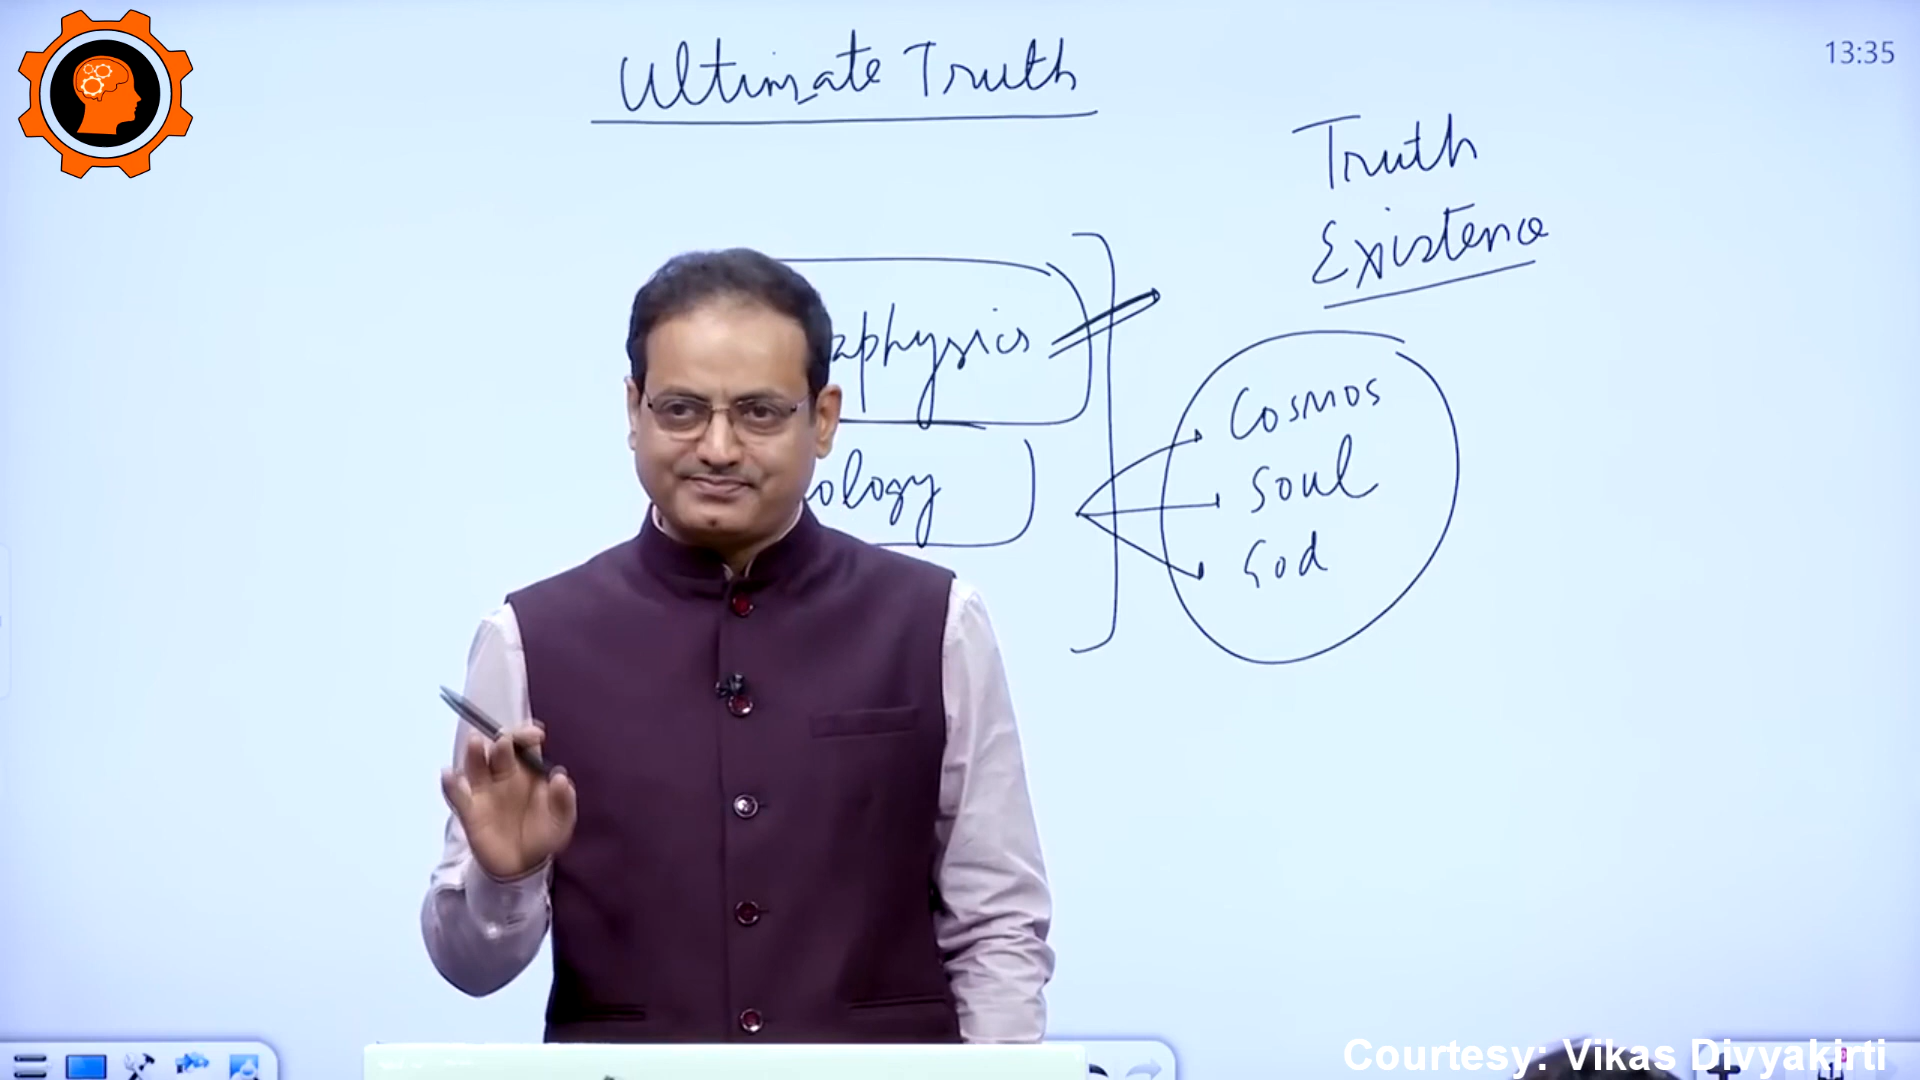 Ultimate Truth
13:35
Truth
Existence
aphysics
ology
Cosmos
Soul
God
Courtesy: Vikas Divyakirti